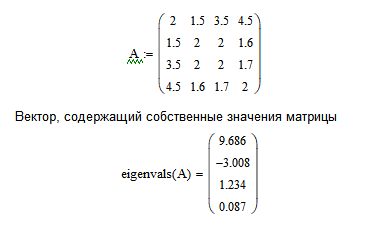 A := ( 2 1.5 3.5 4.5
1.5 2 2 1.6
3.5 2 2 1.7
4.5 1.6 1.7 2 )
Вектор, содержащий собственные значения матрицы
eigenvals(A) = ( 9.686
-3.008
1.234
0.087 )